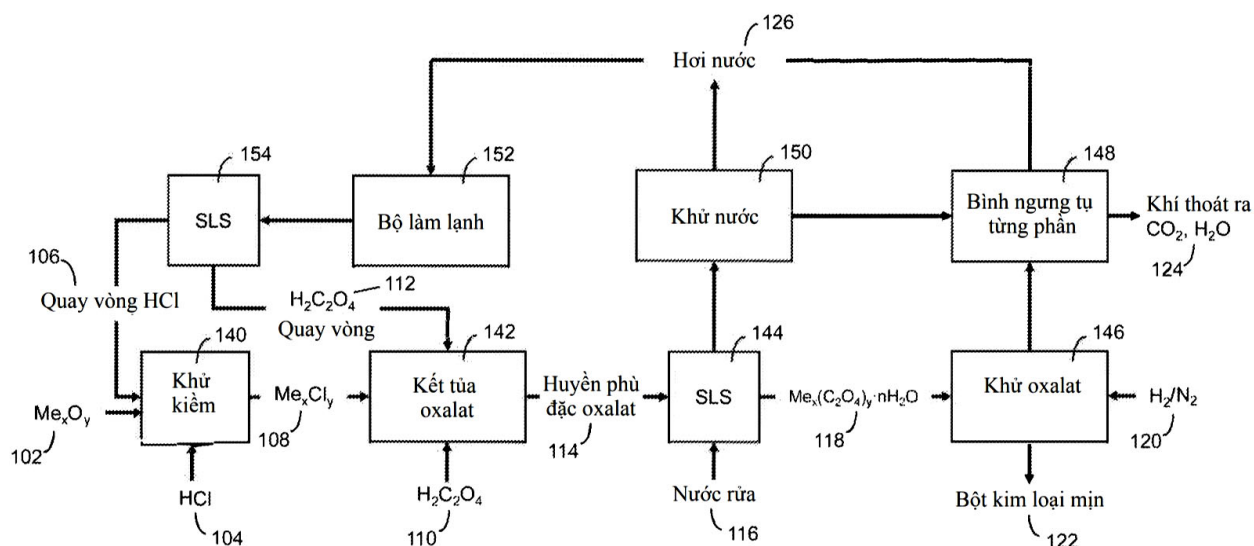 126
Hơi nước
154
152
150
148
SLS
Bộ làm lạnh
Khử nước
Bình ngưng tụ
từng phần
Khí thoát ra
CO₂, H₂O
124
106
Quay vòng HCl
H₂C₂O₄
112
Quay vòng
140
142
144
146
Khử
kiềm
MeₓClᵧ
Kết tủa
oxalat
Huyền phù
đặc oxalat
SLS
Meₓ(C₂O₄)ᵧ·nH₂O
Khử oxalat
H₂/N₂
MeₓOᵧ
102
108
114
118
120
HCl
104
H₂C₂O₄
110
Nước rửa
116
Bột kim loại mịn
122